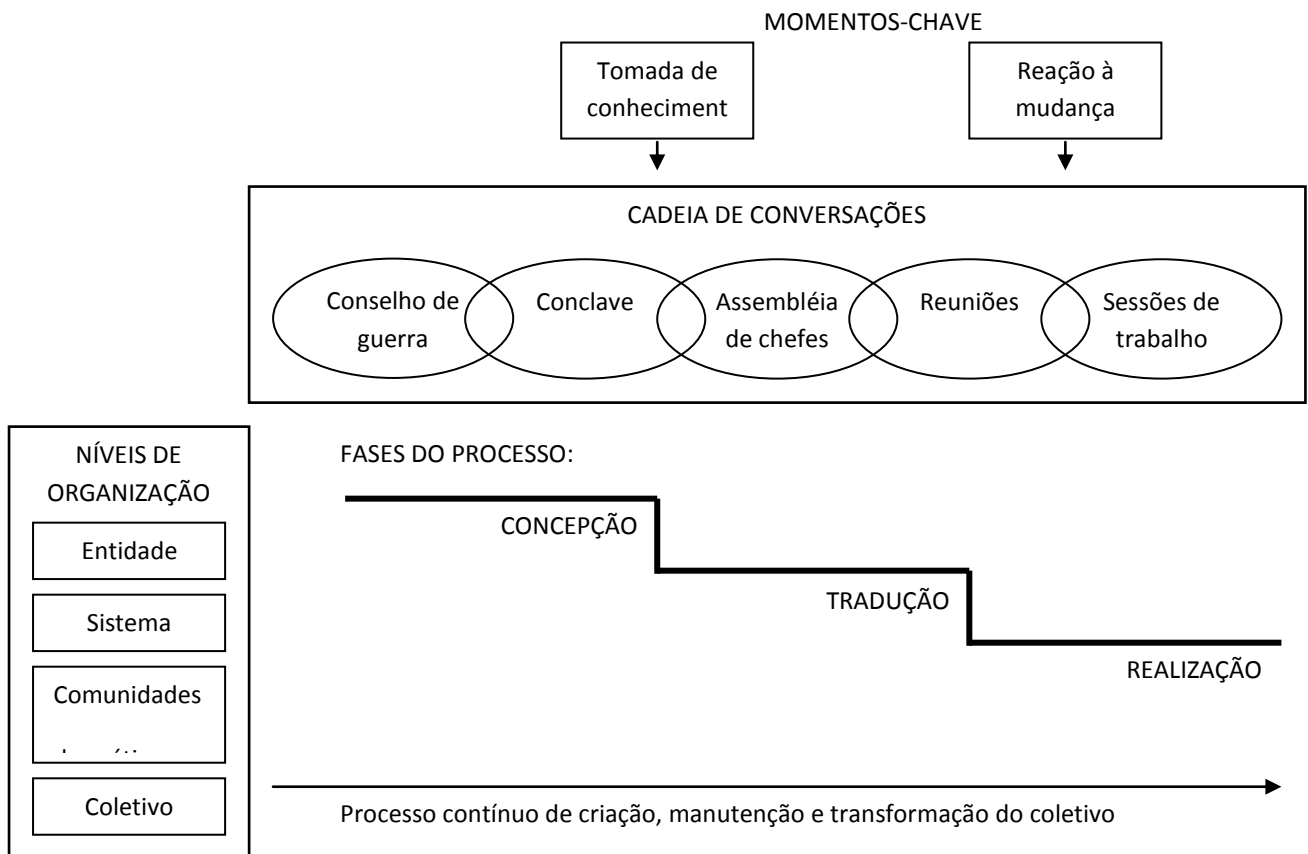 MOMENTOS-CHAVE
Tomada de
conheciment
Reação à
mudança
CADEIA DE CONVERSAÇÕES
Conselho de
guerra
Conclave
Assembléia
de chefes
Reuniões
Sessões de
trabalho
NÍVEIS DE
ORGANIZAÇÃO
Entidade
Sistema
Comunidades
Coletivo
FASES DO PROCESSO:
CONCEPÇÃO
TRADUÇÃO
REALIZAÇÃO
Processo contínuo de criação, manutenção e transformação do coletivo